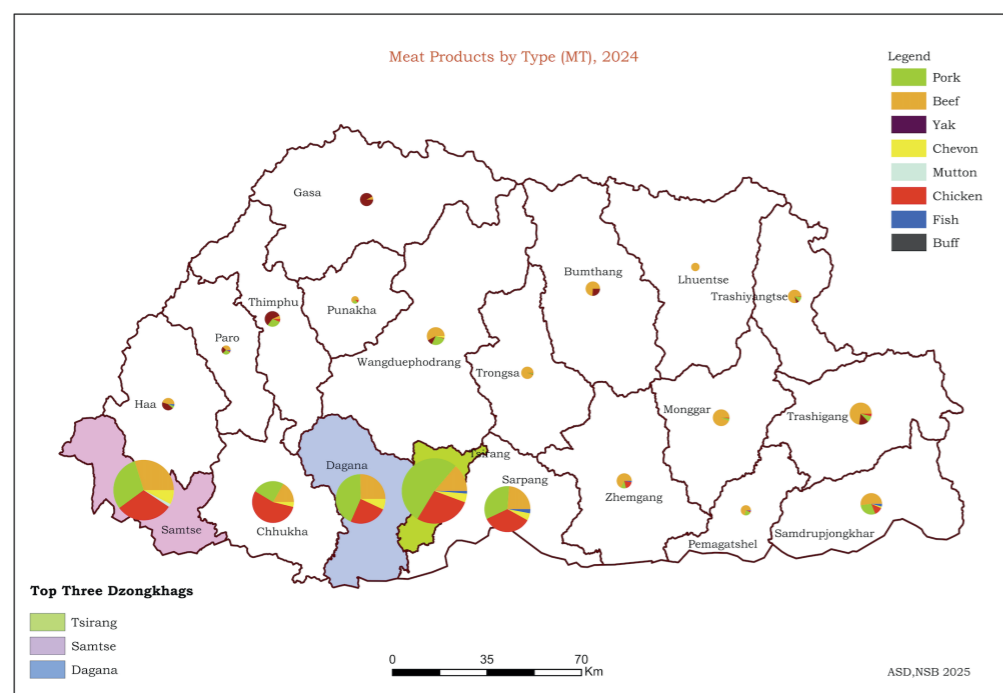 Meat Products by Type (MT), 2024
Legend
Pork
Beef
Yak
Chevon
Mutton
Chicken
Fish
Buff
Gasa
Bumthang
Lhuentse
Trashiyangtse
Thimphu
Punakha
Paro
Wangduephodrang
Trongsa
Haa
Monggar
Trashigang
Tsirang
Dagana
Sarpang
Zhemgang
Samtse
Chhukha
Pemagatshel
Samdrupjongkhar
Top Three Dzongkhags
Tsirang
Samtse
Dagana
0 35 70
Km
ASD,NSB 2025